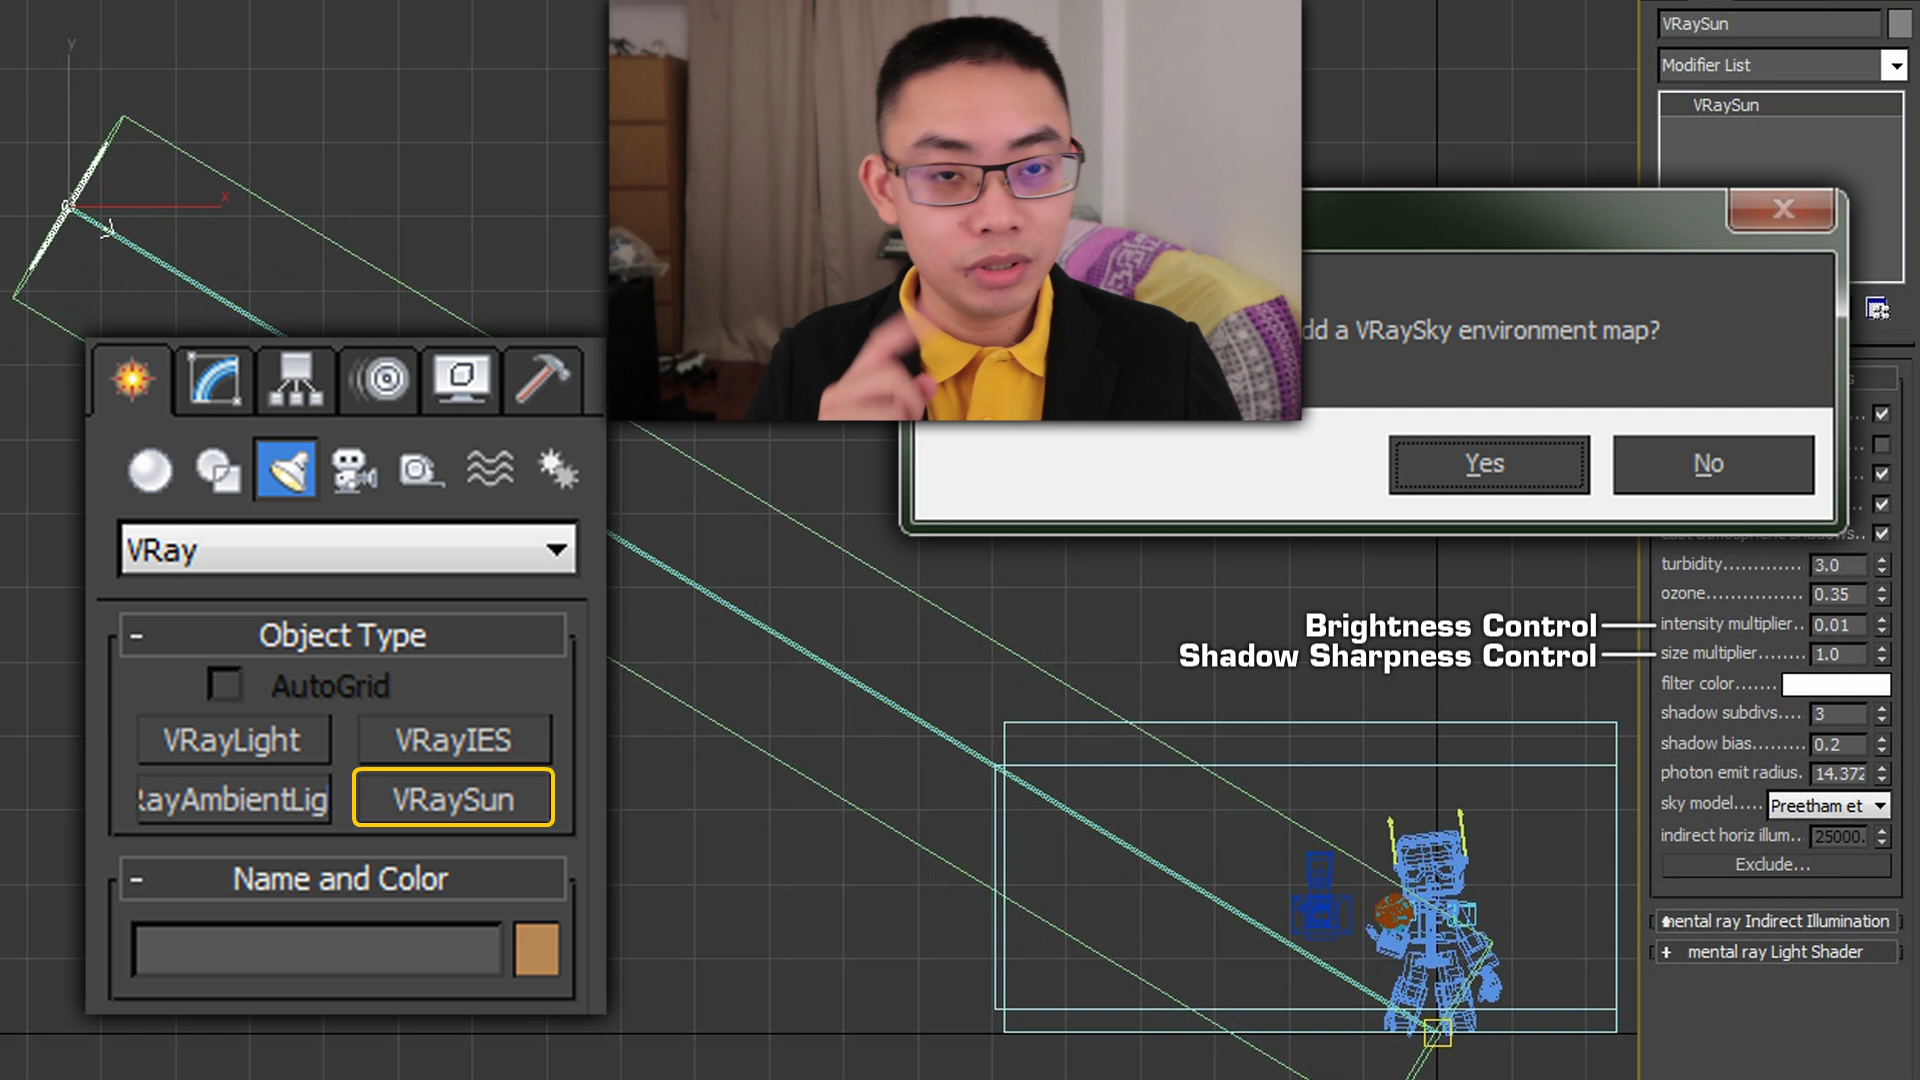 y
x
VRaySun
Modifier List
VRaySun
dd a VRaySky environment map?
Yes
No
VRay
- Object Type
AutoGrid
VRayLight
VRayIES
RayAmbientLig
VRaySun
- Name and Color
Brightness Control
Shadow Sharpness Control
turbidity............. 3.0
ozone............... 0.35
intensity multiplier.. 0.01
size multiplier........ 1.0
filter color.......
shadow subdivs.... 3
shadow bias......... 0.2
photon emit radius. 14.372
sky model..... Preetham et
indirect horiz illum... 25000.
Exclude...
mental ray Indirect Illumination
+ mental ray Light Shader